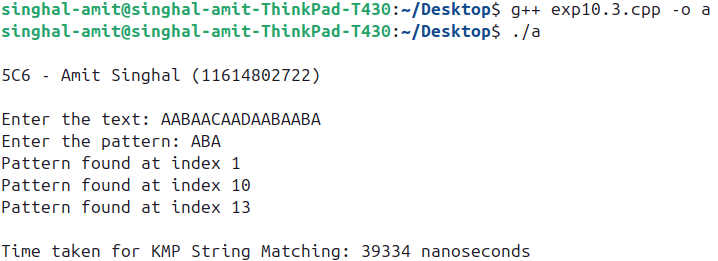 singhal-amit@singhal-amit-ThinkPad-T430:~/Desktop$ g++ exp10.3.cpp -o a
singhal-amit@singhal-amit-ThinkPad-T430:~/Desktop$ ./a
5C6 - Amit Singhal (11614802722)
Enter the text: AABAACAADAABAABA
Enter the pattern: ABA
Pattern found at index 1
Pattern found at index 10
Pattern found at index 13
Time taken for KMP String Matching: 39334 nanoseconds